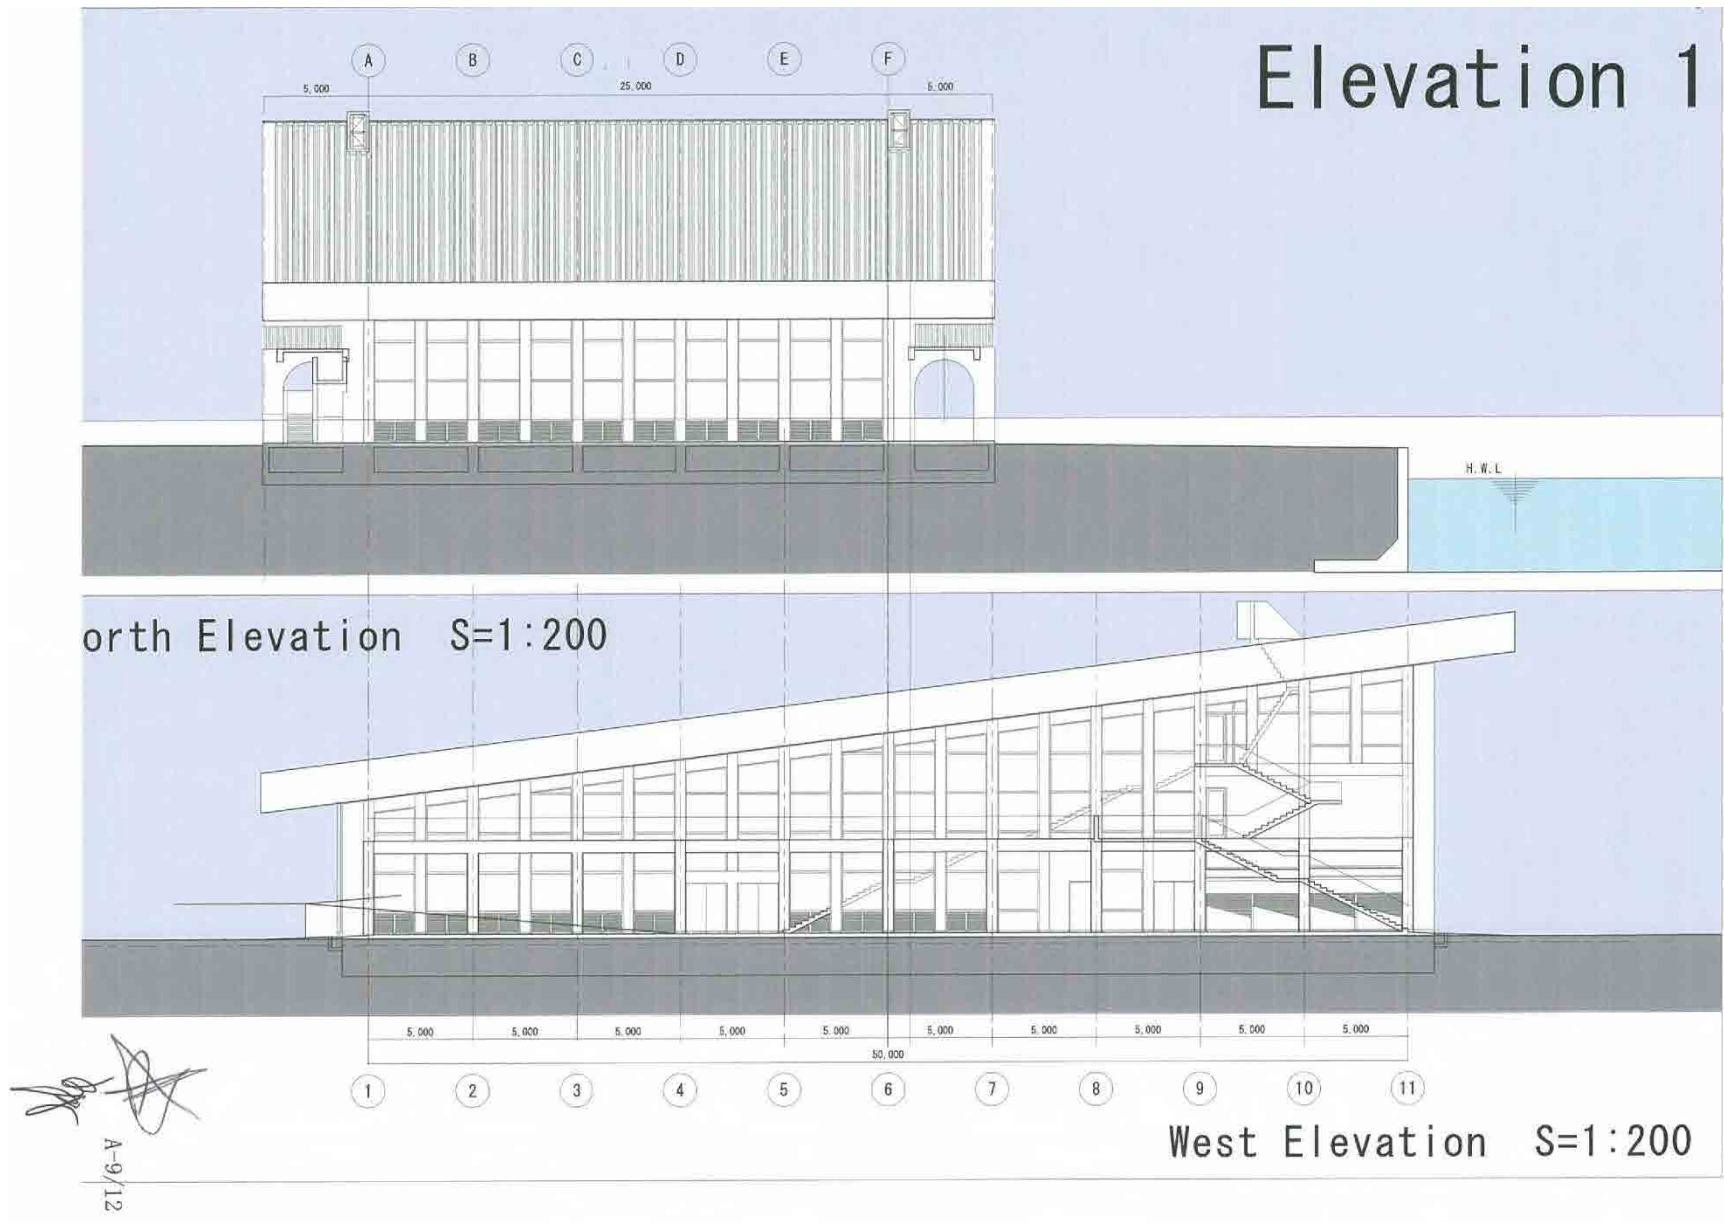 Elevation 1
A B C D E F
5,000 25,000 5,000
H.W.L
orth Elevation S=1:200
5,000 5,000 5,000 5,000 5,000 5,000 5,000 5,000 5,000 5,000
50,000
1 2 3 4 5 6 7 8 9 10 11
West Elevation S=1:200
A-9/12